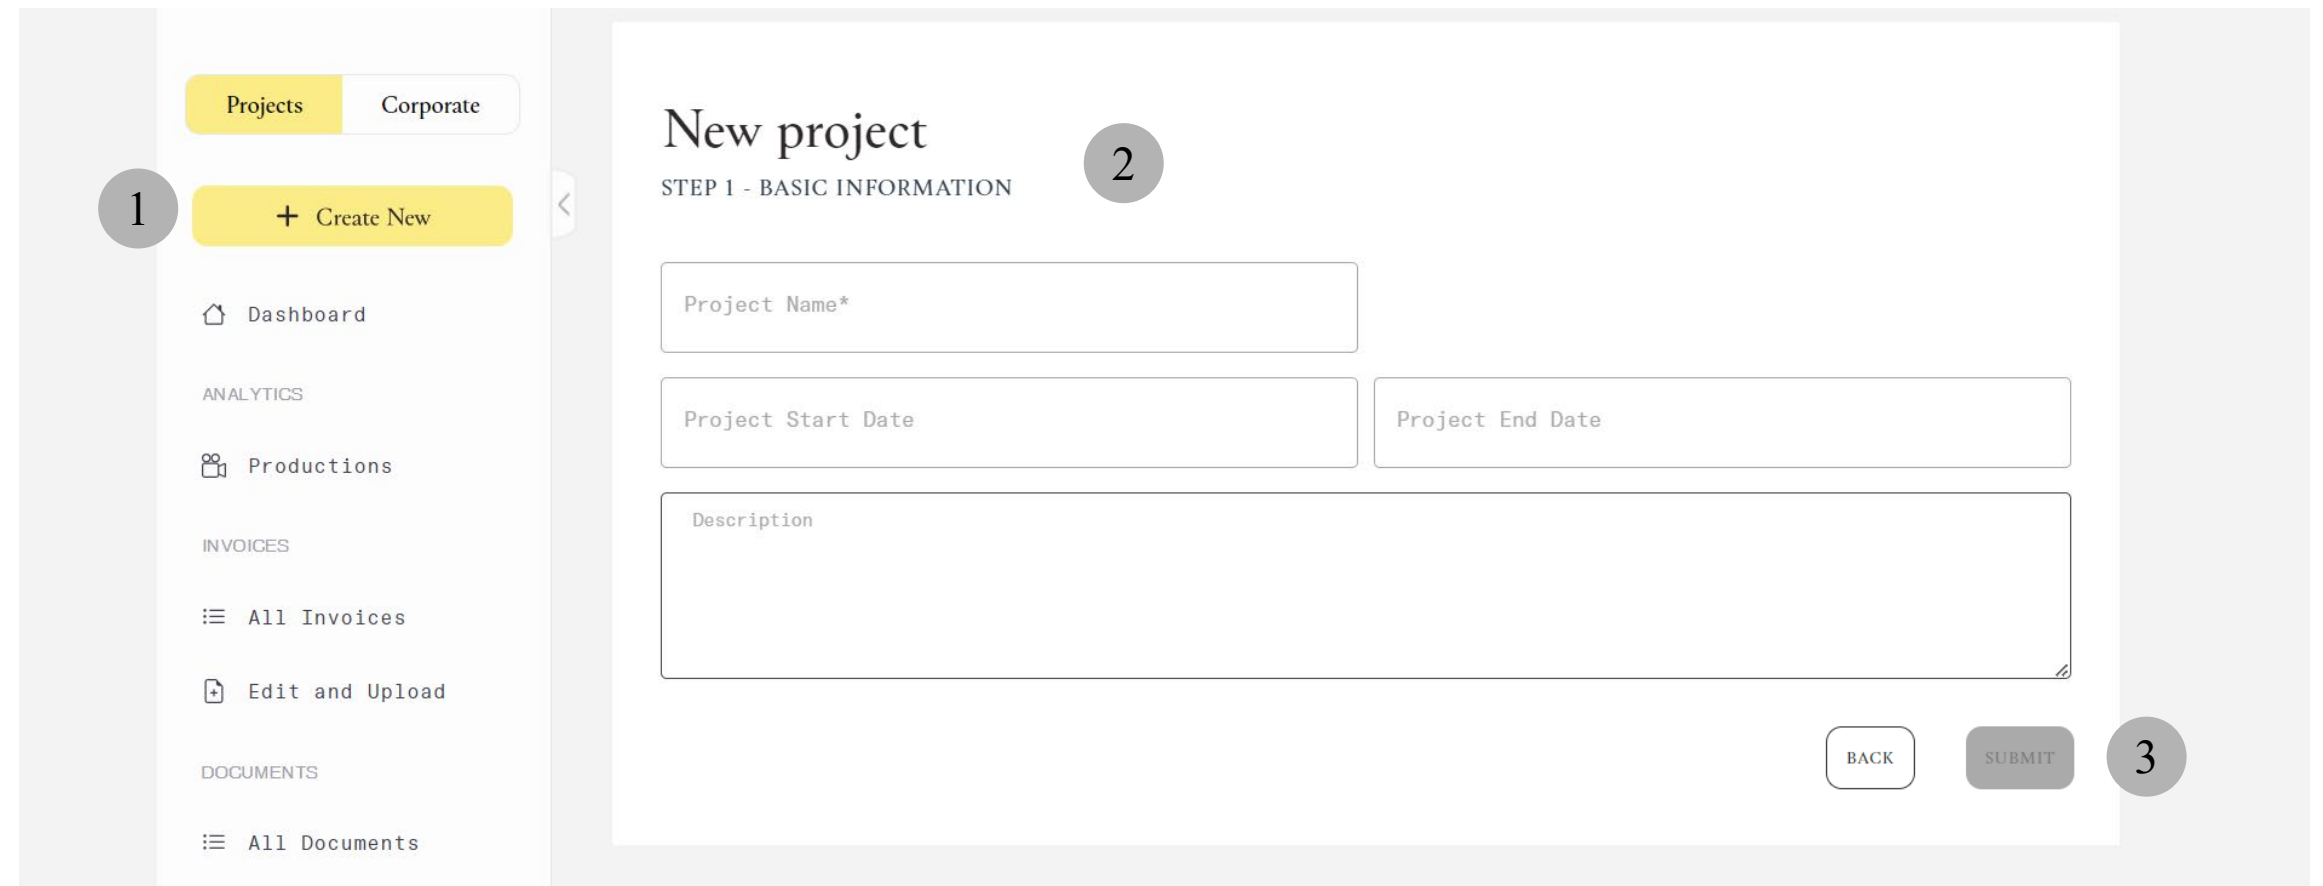 Projects Corporate
1
+ Create New
Dashboard
ANALYTICS
Productions
INVOICES
All Invoices
Edit and Upload
DOCUMENTS
All Documents
New project
2
STEP 1 - BASIC INFORMATION
Project Name*
Project Start Date Project End Date
Description
BACK SUBMIT 3